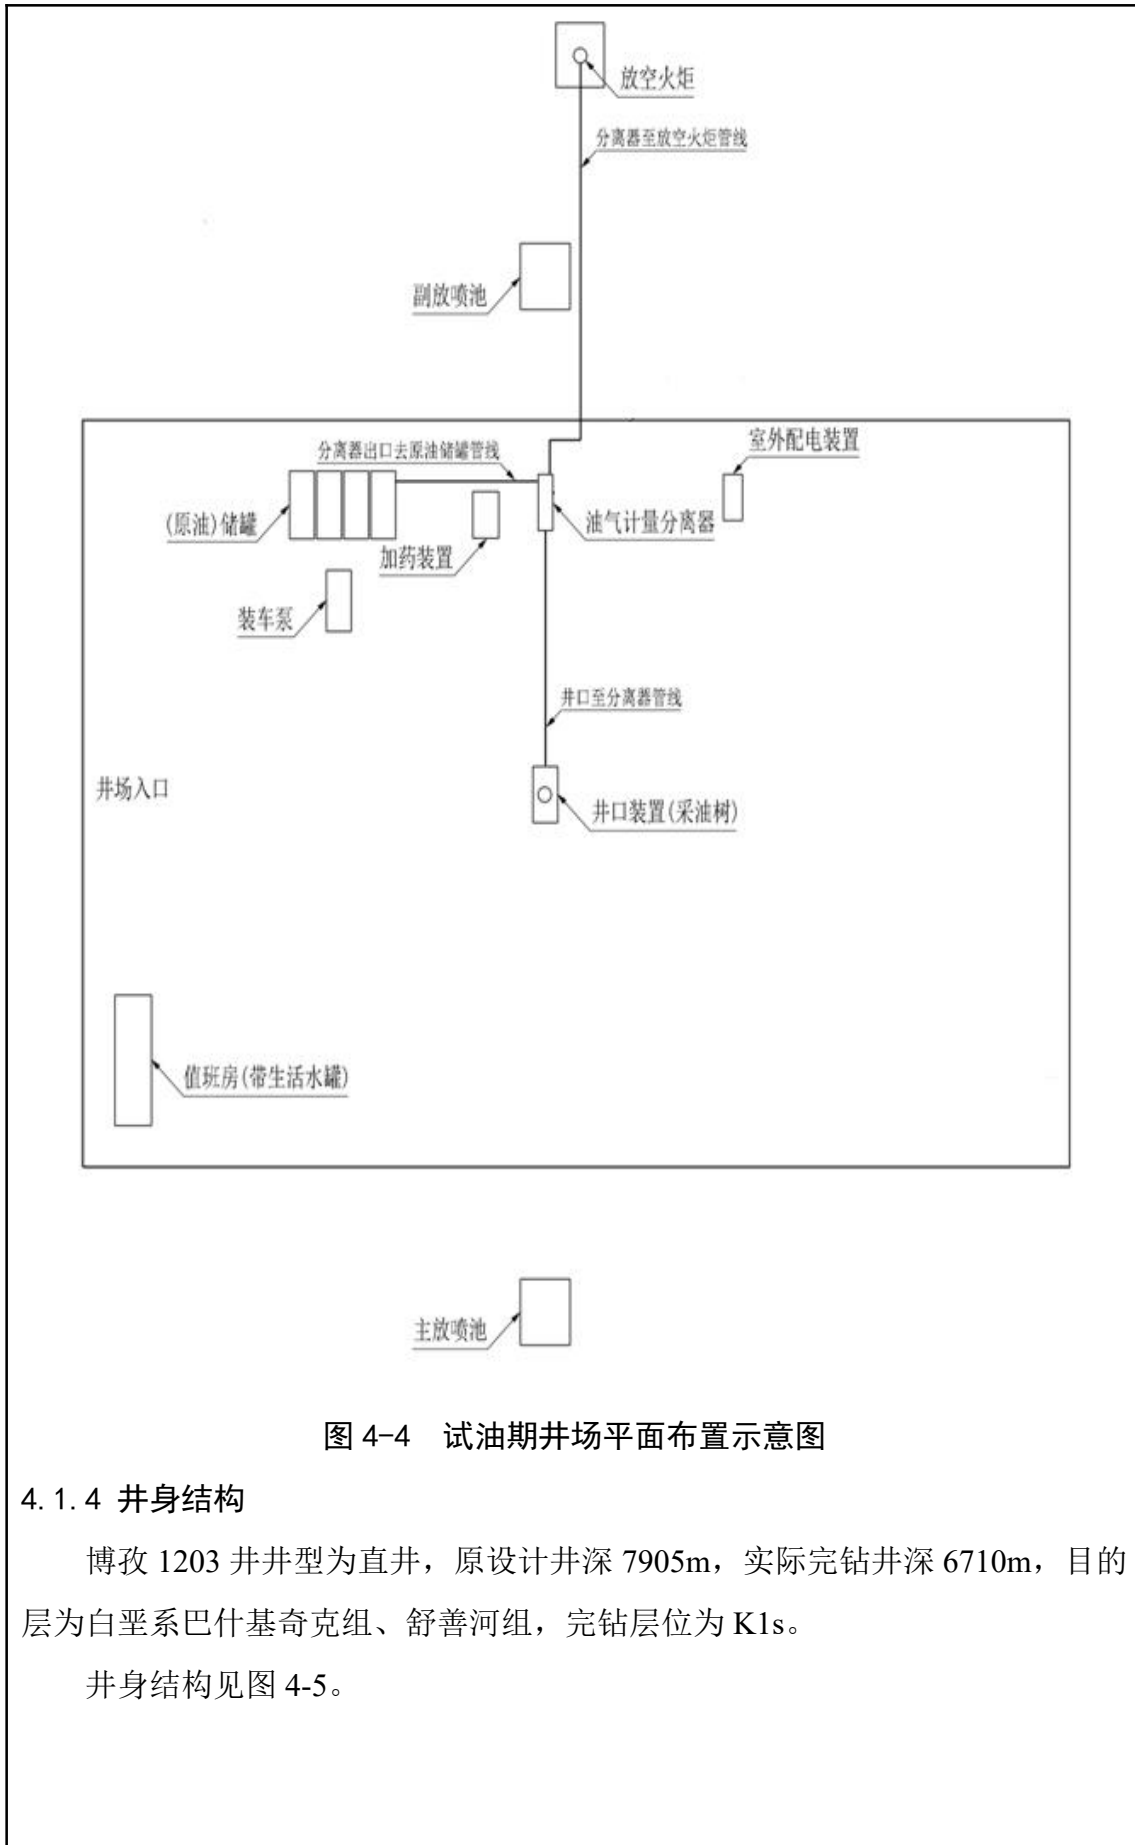 放空火炬
分离器至放空火炬管线
副放喷池
分离器出口去原油储罐管线
室外配电装置
(原油)储罐
加药装置
油气计量分离器
装车泵
井口至分离器管线
井场入口
井口装置(采油树)
值班房(带生活水罐)
主放喷池
图 4-4 试油期井场平面布置示意图
4.1.4 井身结构
博孜 1203 井井型为直井，原设计井深 7905m，实际完钻井深 6710m，目的
层为白垩系巴什基奇克组、舒善河组，完钻层位为 K1s。
井身结构见图 4-5。